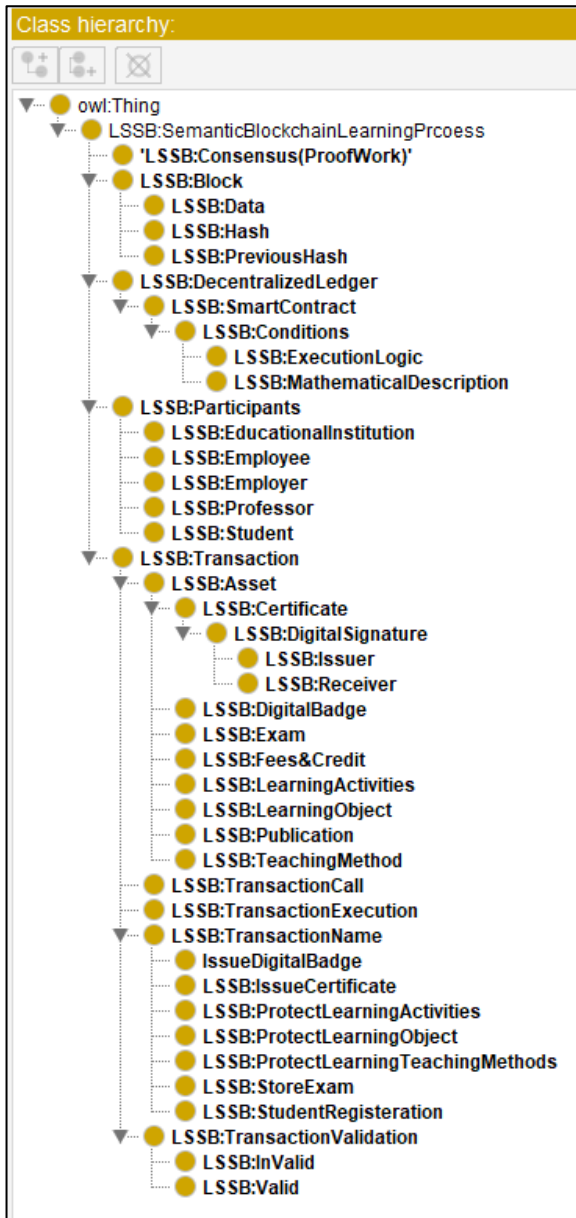 Class hierarchy:
owl:Thing
LSSB:SemanticBlockchainLearningPrcoess
'LSSB:Consensus(ProofWork)'
LSSB:Block
LSSB:Data
LSSB:Hash
LSSB:PreviousHash
LSSB:DecentralizedLedger
LSSB:SmartContract
LSSB:Conditions
LSSB:ExecutionLogic
LSSB:MathematicalDescription
LSSB:Participants
LSSB:EducationalInstitution
LSSB:Employee
LSSB:Employer
LSSB:Professor
LSSB:Student
LSSB:Transaction
LSSB:Asset
LSSB:Certificate
LSSB:DigitalSignature
LSSB:Issuer
LSSB:Receiver
LSSB:DigitalBadge
LSSB:Exam
LSSB:Fees&Credit
LSSB:LearningActivities
LSSB:LearningObject
LSSB:Publication
LSSB:TeachingMethod
LSSB:TransactionCall
LSSB:TransactionExecution
LSSB:TransactionName
IssueDigitalBadge
LSSB:IssueCertificate
LSSB:ProtectLearningActivities
LSSB:ProtectLearningObject
LSSB:ProtectLearningTeachingMethods
LSSB:StoreExam
LSSB:StudentRegisteration
LSSB:TransactionValidation
LSSB:InValid
LSSB:Valid